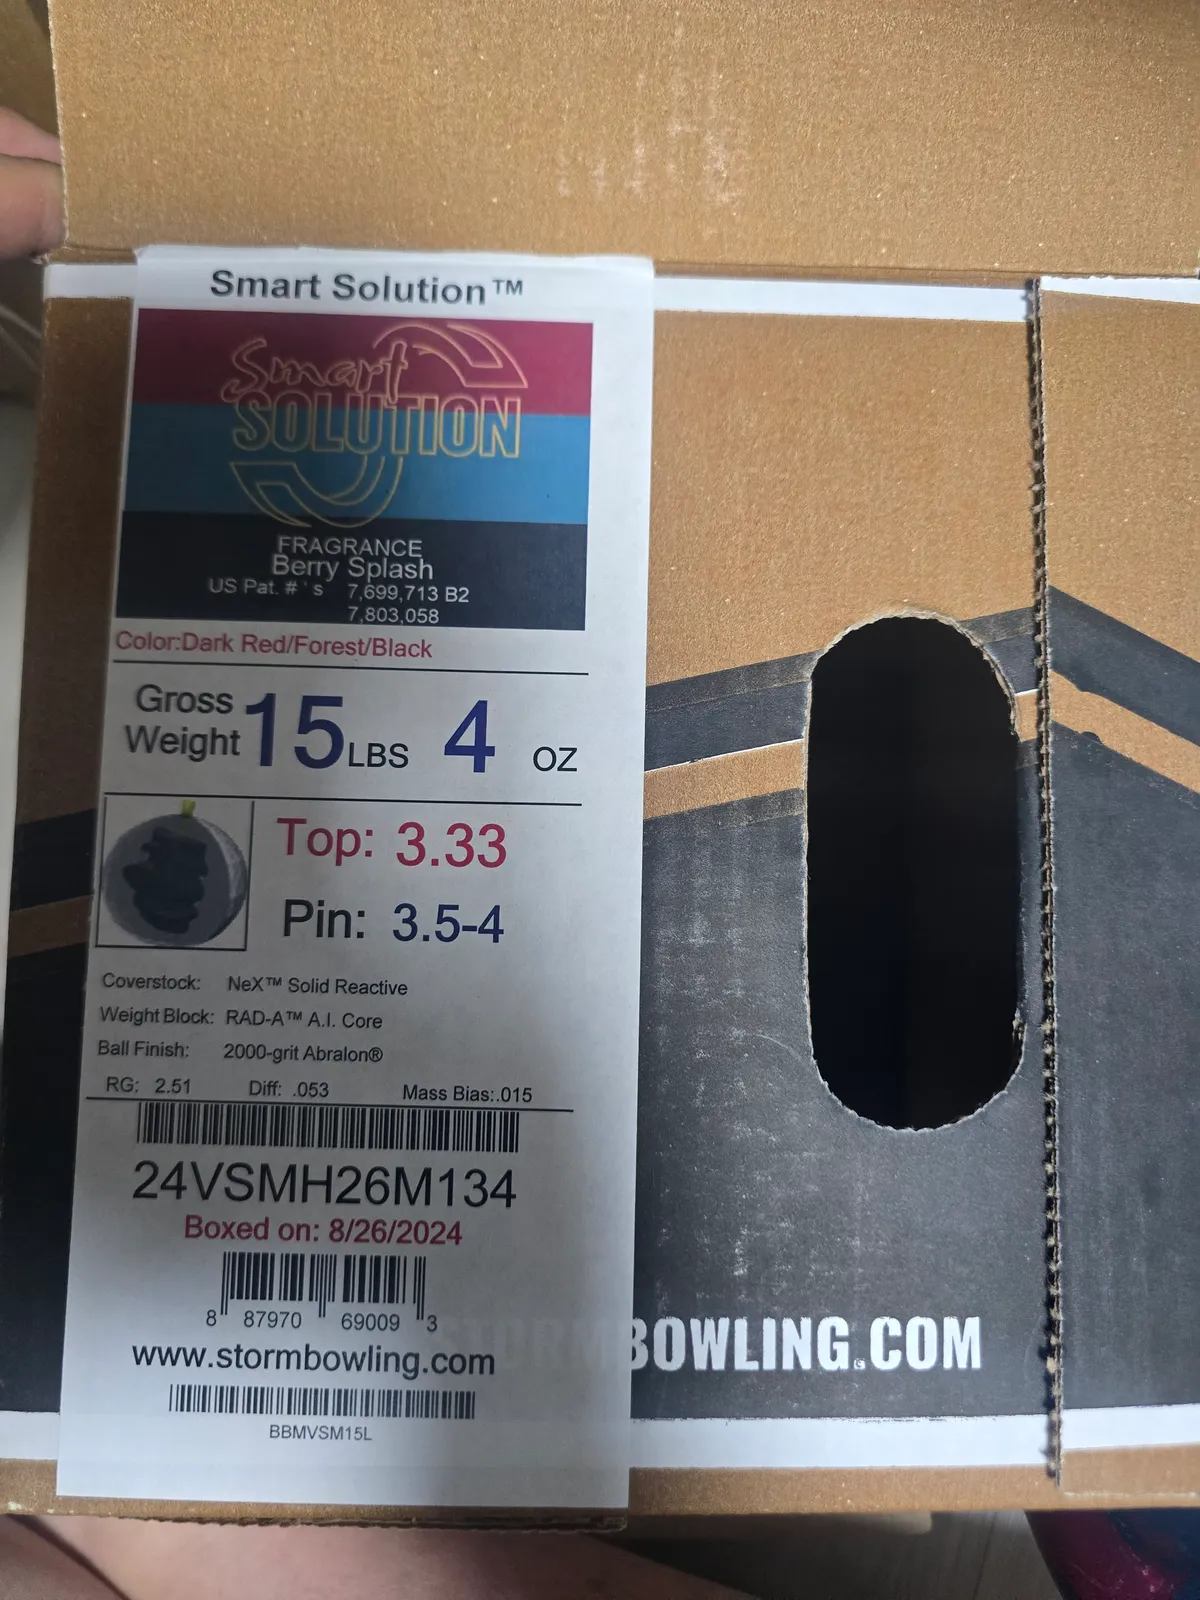 Smart Solution™
Smart
SOLUTION
FRAGRANCE
Berry Splash
US Pat. # ' s 7,699,713 B2
7,803,058
Color:Dark Red/Forest/Black
Gross Weight 15 LBS 4 OZ
Top: 3.33
Pin: 3.5-4
Coverstock: NeX™ Solid Reactive
Weight Block: RAD-A™ A.I. Core
Ball Finish: 2000-grit Abralon®
RG: 2.51 Diff: .053 Mass Bias:.015
24VSMH26M134
Boxed on: 8/26/2024
8 87970 69009 3
www.stormbowling.com
STORMBOWLING.COM
BBMVSM15L